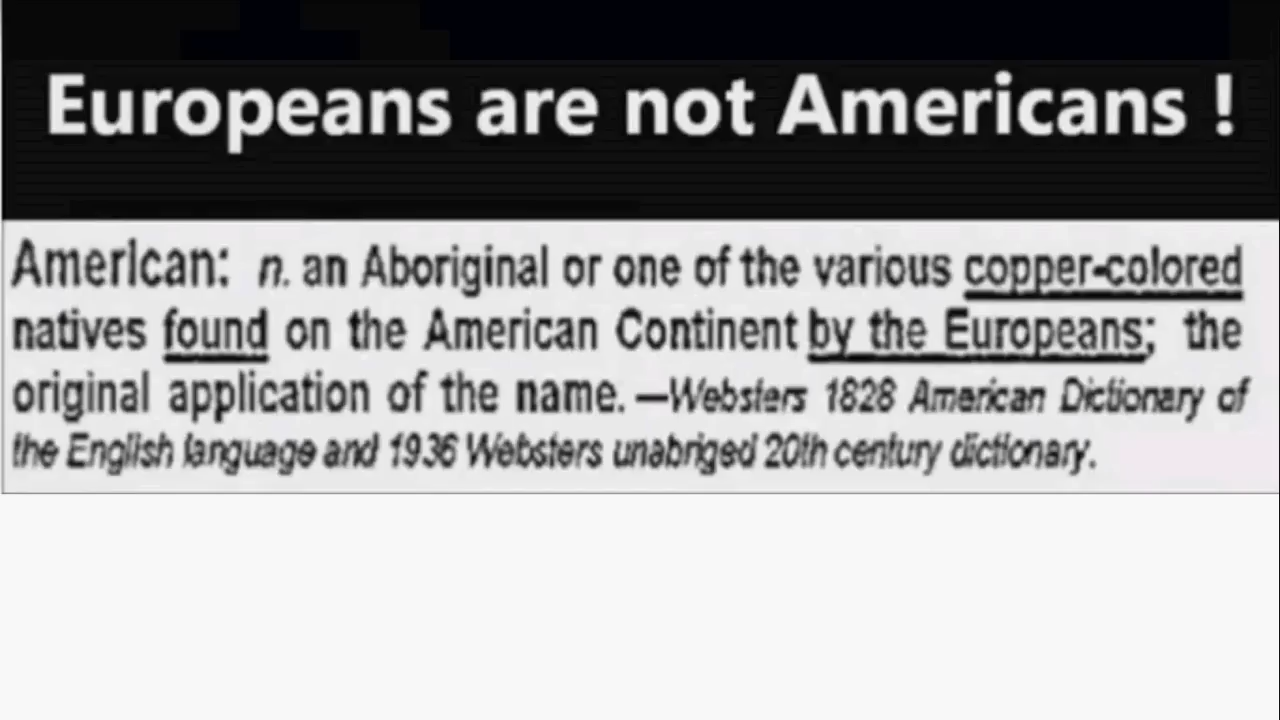 Europeans are not Americans !
American: n. an Aboriginal or one of the various copper-colored
natives found on the American Continent by the Europeans; the
original application of the name. —Websters 1828 American Dictionary of
the English language and 1936 Websters unabriged 20th century dictionary.